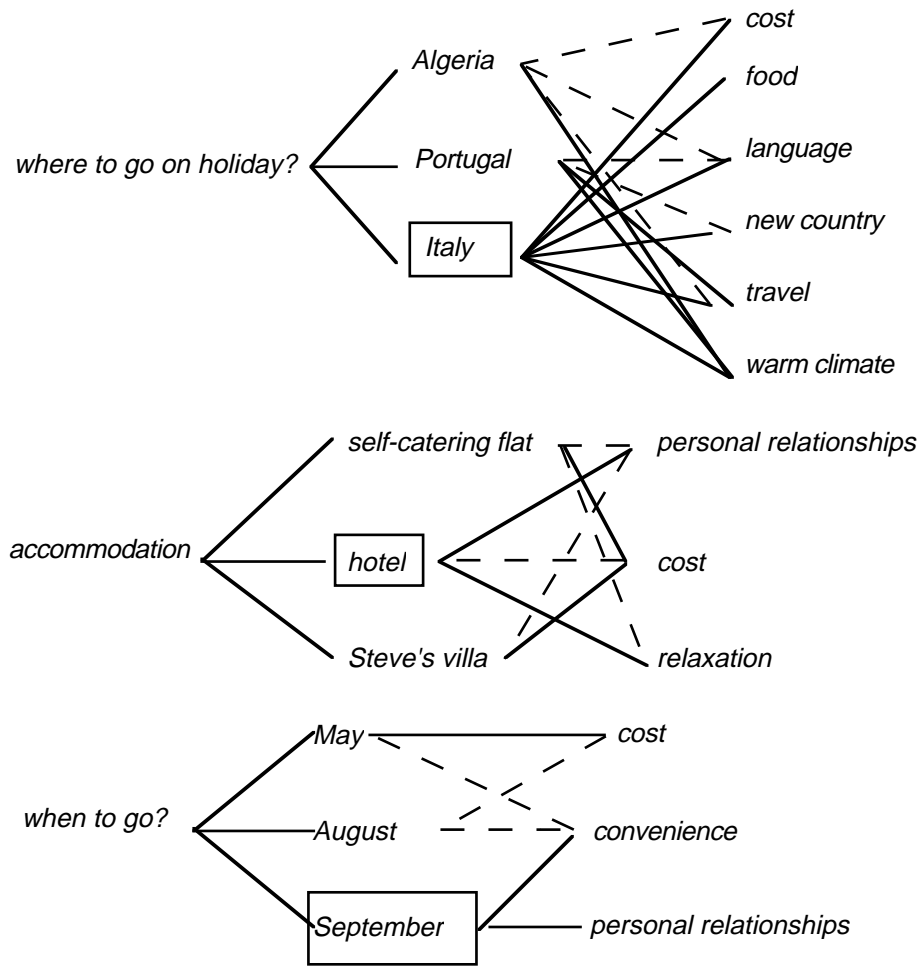 cost
Algeria
food
where to go on holiday?
Portugal
language
Italy
new country
travel
warm climate
self-catering flat
personal relationships
accommodation
hotel
cost
Steve's villa
relaxation
May
cost
when to go?
August
convenience
September
personal relationships